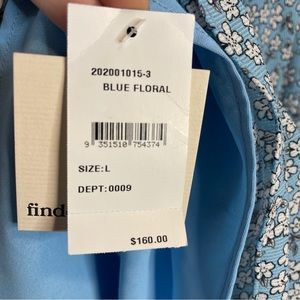 202001015-3
BLUE FLORAL
9 351510 754374
SIZE:L
DEPT:0009
find
$160.00